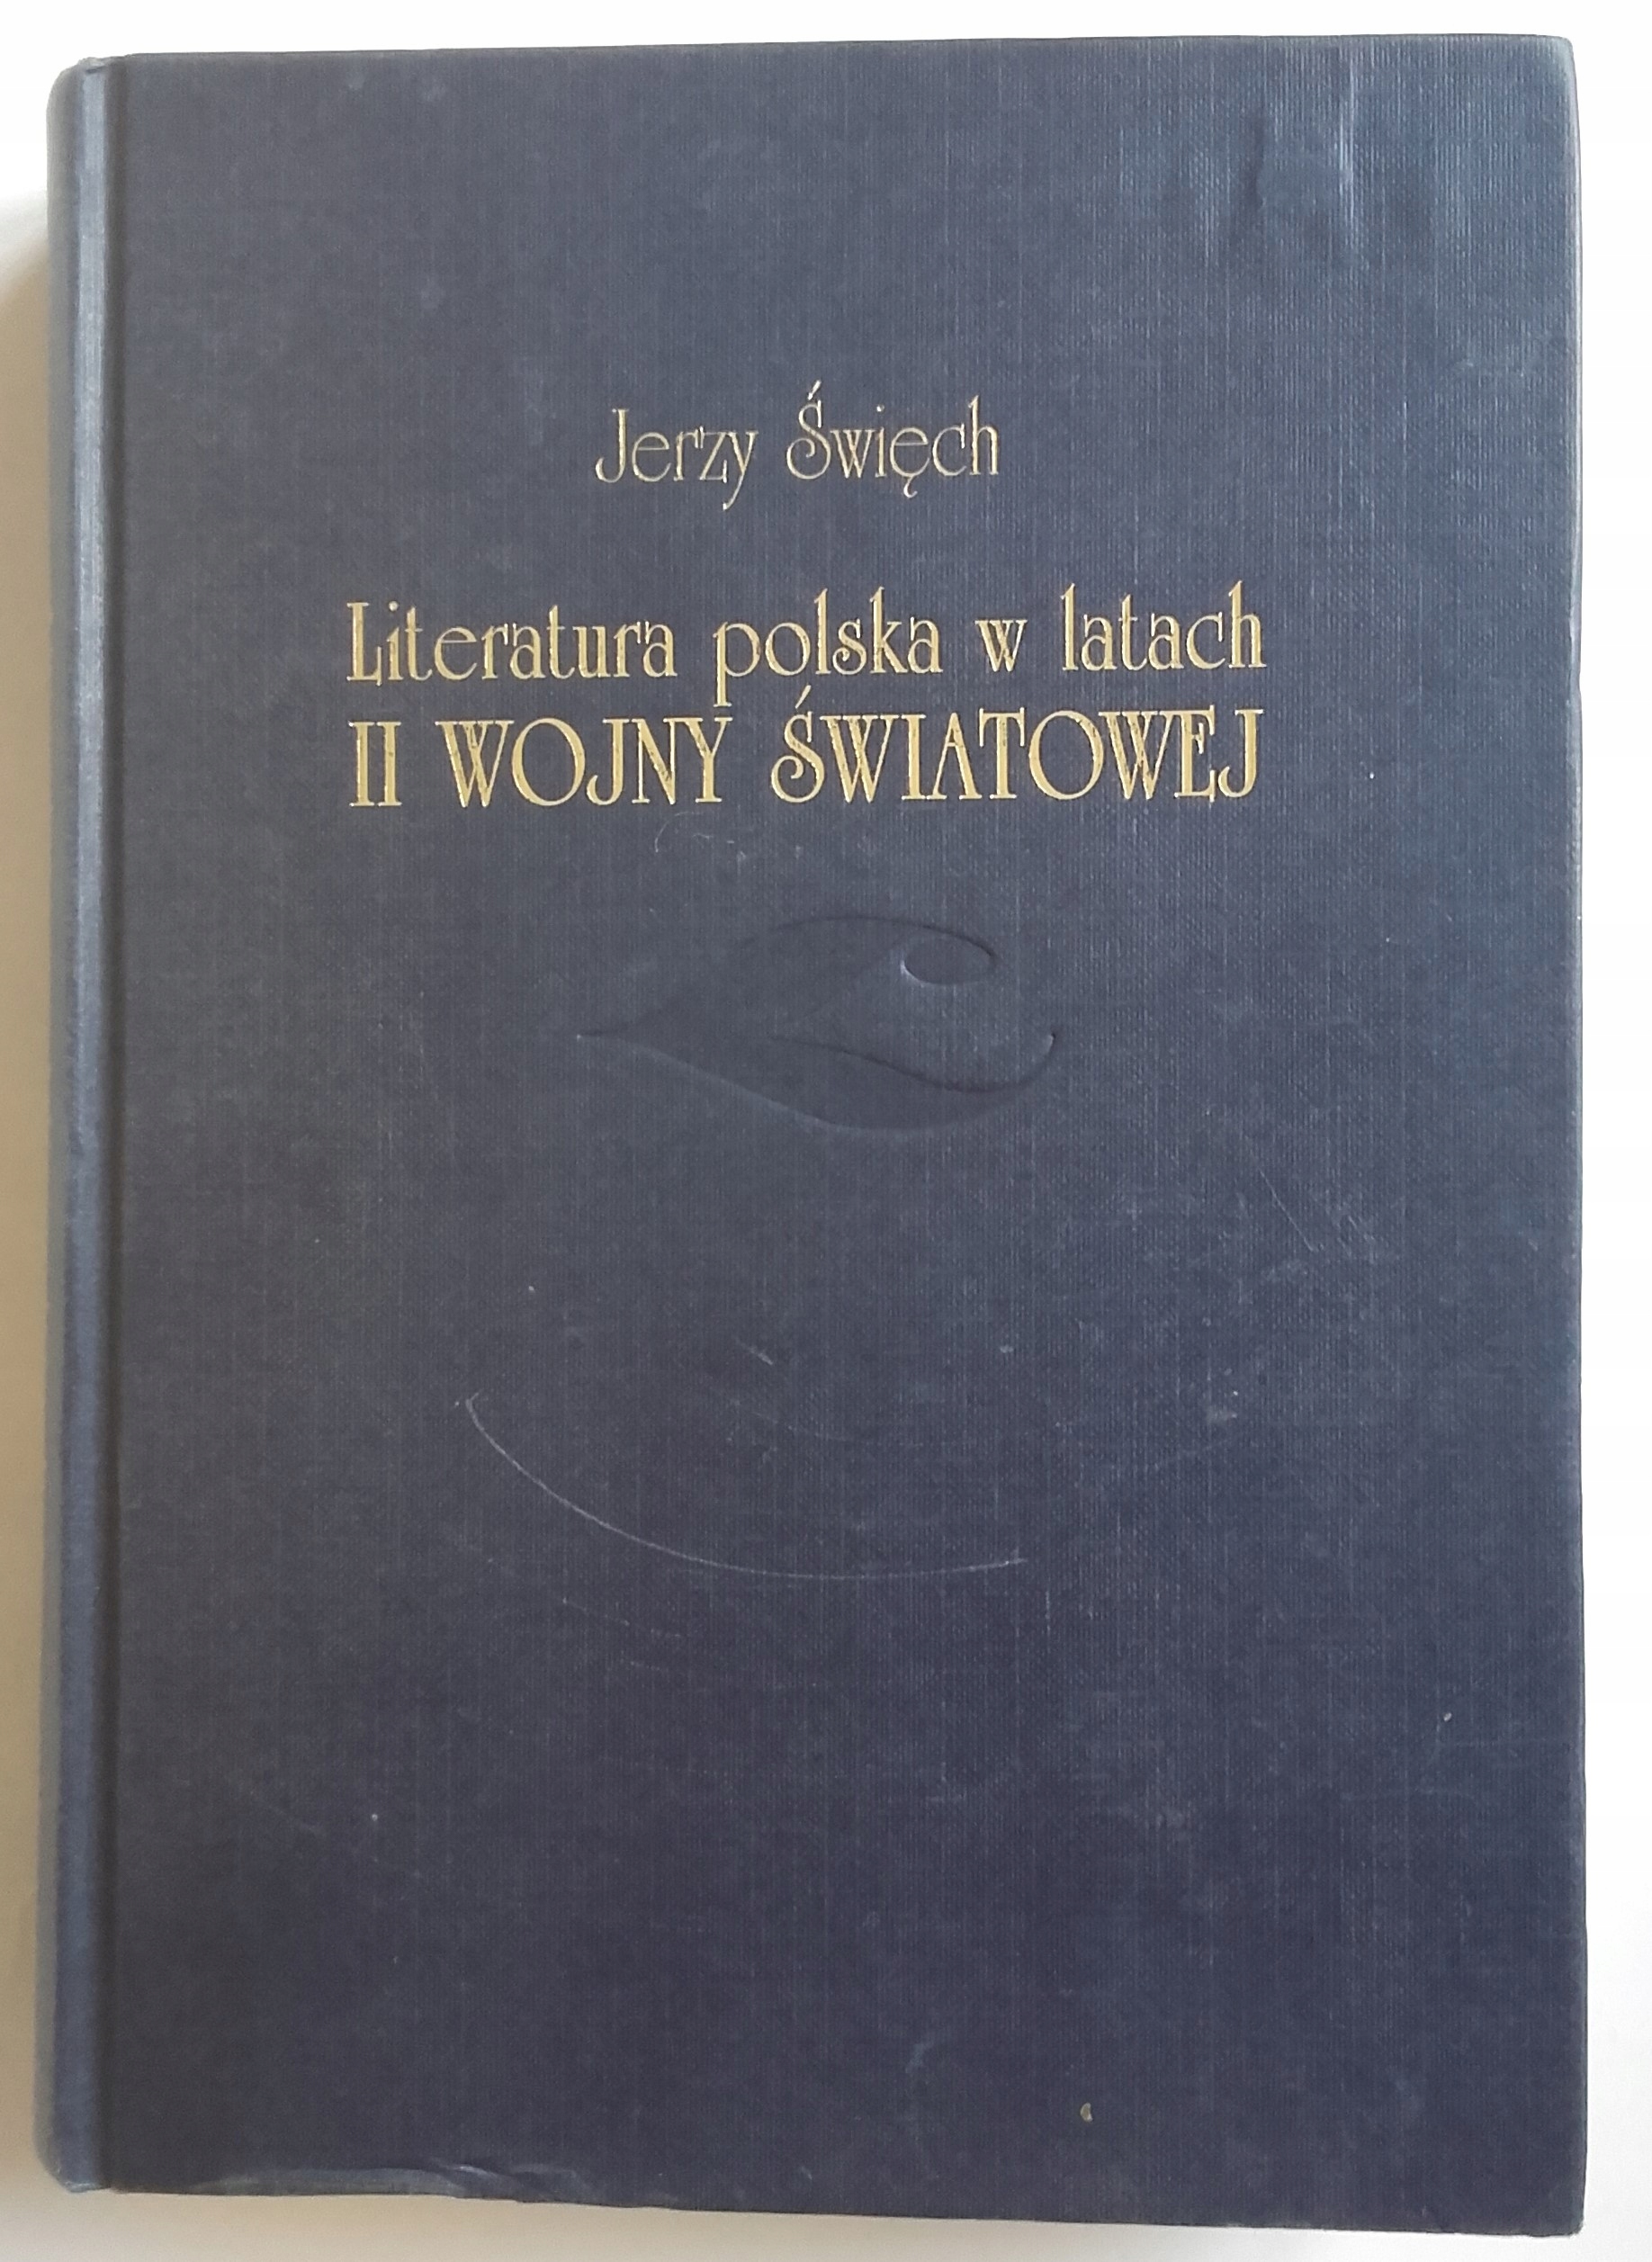 Jerzy Święch
Literatura polska w latach
II WOJNY ŚWIATOWEJ